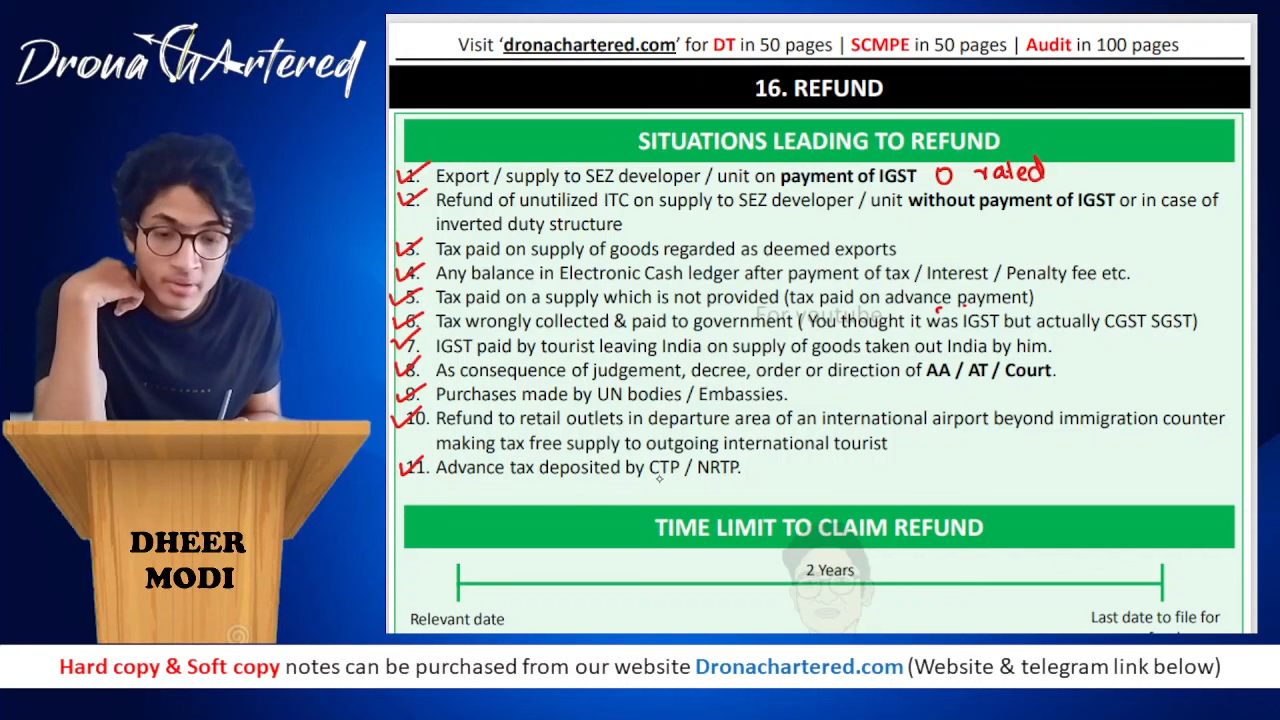 Drona CHArtered
Visit ‘dronachartered.com’ for DT in 50 pages | SCMPE in 50 pages | Audit in 100 pages
16. REFUND
SITUATIONS LEADING TO REFUND
1. Export / supply to SEZ developer / unit on payment of IGST 0 rated
2. Refund of unutilized ITC on supply to SEZ developer / unit without payment of IGST or in case of
inverted duty structure
3. Tax paid on supply of goods regarded as deemed exports
4. Any balance in Electronic Cash ledger after payment of tax / Interest / Penalty fee etc.
5. Tax paid on a supply which is not provided (tax paid on advance payment)
For youtube
6. Tax wrongly collected & paid to government ( You thought it was IGST but actually CGST SGST)
7. IGST paid by tourist leaving India on supply of goods taken out India by him.
8. As consequence of judgement, decree, order or direction of AA / AT / Court.
9. Purchases made by UN bodies / Embassies.
10. Refund to retail outlets in departure area of an international airport beyond immigration counter
making tax free supply to outgoing international tourist
11. Advance tax deposited by CTP / NRTP.
TIME LIMIT TO CLAIM REFUND
2 Years
Relevant date
Last date to file for
DHEER
MODI
Hard copy & Soft copy notes can be purchased from our website Dronachartered.com (Website & telegram link below)